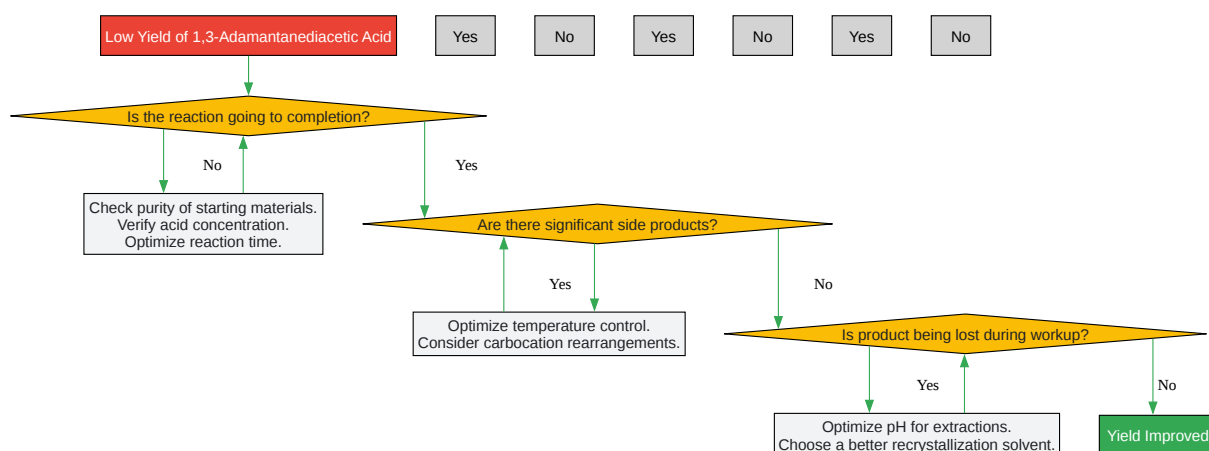 Low Yield of 1,3-Adamantanediacetic Acid
Yes
No
Yes
No
Yes
No
Is the reaction going to completion?
No
Yes
Check purity of starting materials.
Verify acid concentration.
Optimize reaction time.
Are there significant side products?
Yes
No
Optimize temperature control.
Consider carbocation rearrangements.
Is product being lost during workup?
Yes
No
Optimize pH for extractions.
Choose a better recrystallization solvent.
Yield Improved